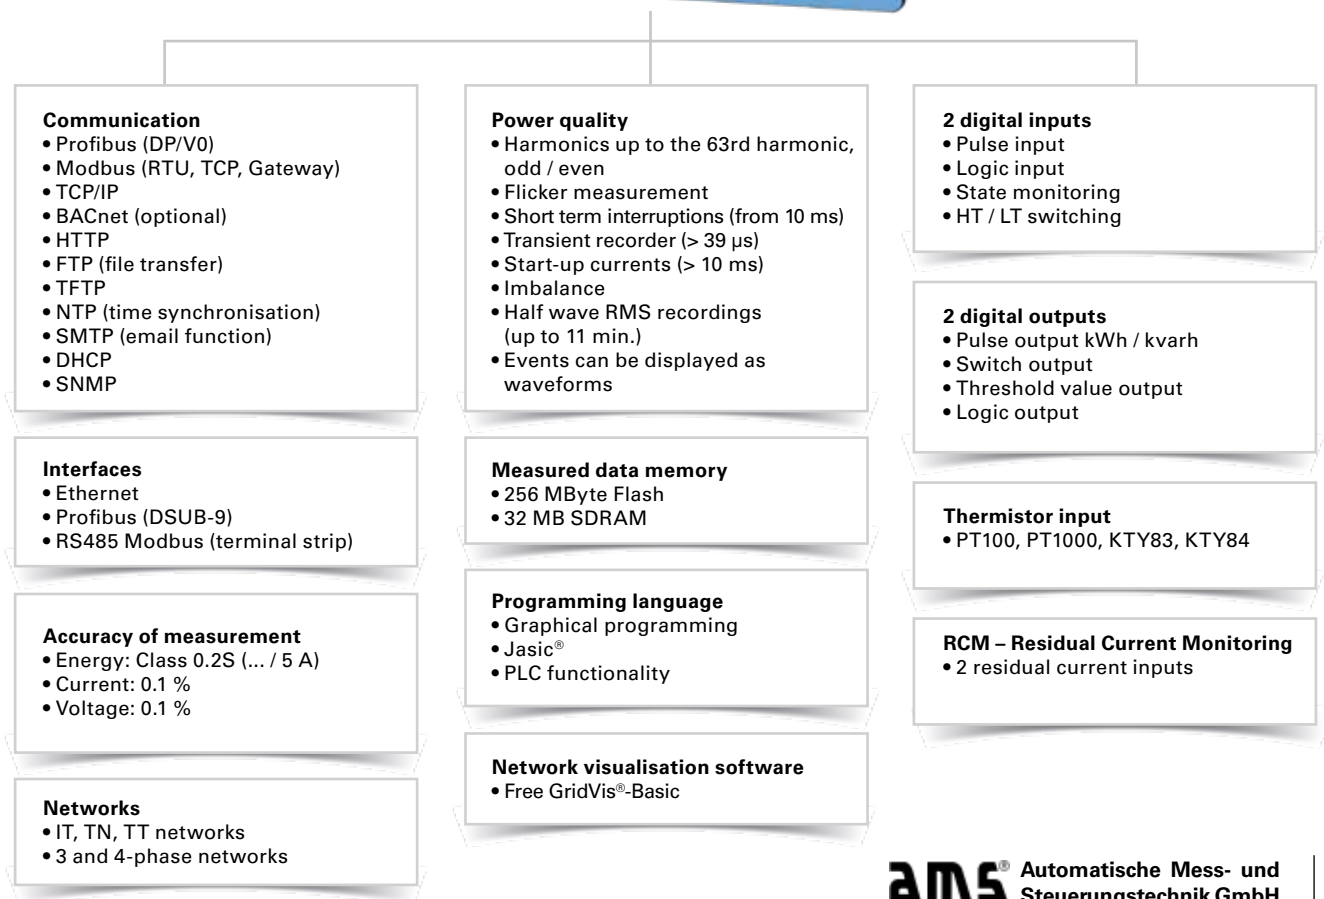 Communication
• Profibus (DP/V0)
• Modbus (RTU, TCP, Gateway)
• TCP/IP
• BACnet (optional)
• HTTP
• FTP (file transfer)
• TFTP
• NTP (time synchronisation)
• SMTP (email function)
• DHCP
• SNMP
Interfaces
• Ethernet
• Profibus (DSUB-9)
• RS485 Modbus (terminal strip)
Accuracy of measurement
• Energy: Class 0.2S (... / 5 A)
• Current: 0.1 %
• Voltage: 0.1 %
Networks
• IT, TN, TT networks
• 3 and 4-phase networks
Power quality
• Harmonics up to the 63rd harmonic,
odd / even
• Flicker measurement
• Short term interruptions (from 10 ms)
• Transient recorder (> 39 μs)
• Start-up currents (> 10 ms)
• Imbalance
• Half wave RMS recordings
(up to 11 min.)
• Events can be displayed as
waveforms
Measured data memory
• 256 MByte Flash
• 32 MB SDRAM
Programming language
• Graphical programming
• Jasic®
• PLC functionality
Network visualisation software
• Free GridVis®-Basic
2 digital inputs
• Pulse input
• Logic input
• State monitoring
• HT / LT switching
2 digital outputs
• Pulse output kWh / kvarh
• Switch output
• Threshold value output
• Logic output
Thermistor input
• PT100, PT1000, KTY83, KTY84
RCM – Residual Current Monitoring
• 2 residual current inputs
ams®
Automatische Mess- und
Steuerungstechnik GmbH